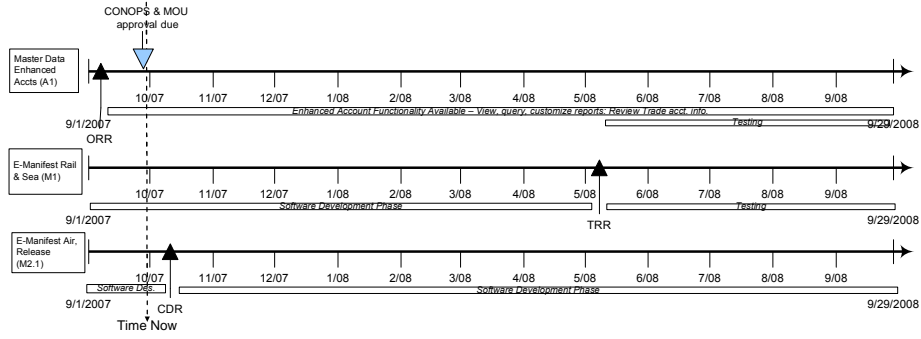 CONOPS & MOU
approval due
Master Data
Enhanced
Accts (A1)
10/07 11/07 12/07 1/08 2/08 3/08 4/08 5/08 6/08 7/08 8/08 9/08
Enhanced Account Functionality Available – View, query, customize reports; Review Trade acct. info.
9/1/2007 Testing 9/29/2008
ORR
E-Manifest Rail
& Sea (M1)
10/07 11/07 12/07 1/08 2/08 3/08 4/08 5/08 6/08 7/08 8/08 9/08
Software Development Phase Testing
9/1/2007 9/29/2008
TRR
E-Manifest Air,
Release
(M2.1)
10/07 11/07 12/07 1/08 2/08 3/08 4/08 5/08 6/08 7/08 8/08 9/08
Software Des. Software Development Phase
9/1/2007 9/29/2008
CDR
Time Now